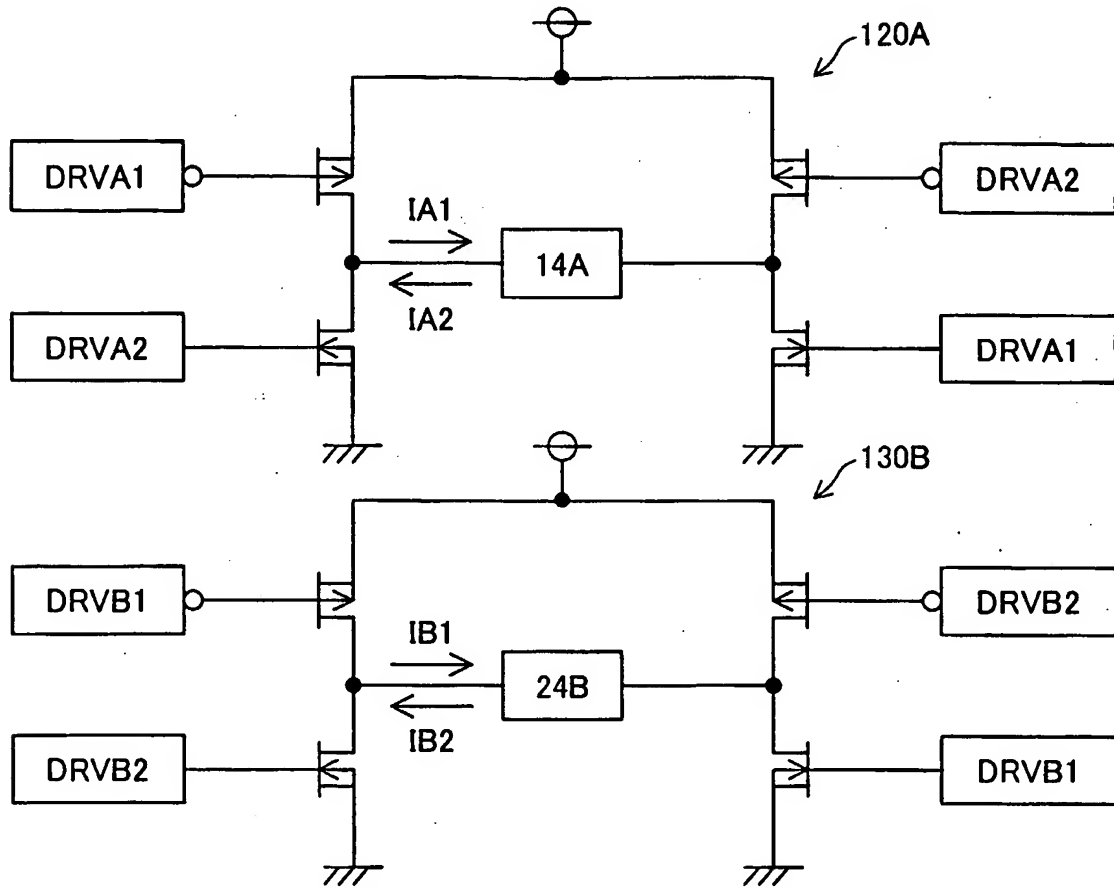 120A
DRVA1
DRVA2
IA1
14A
IA2
DRVA2
DRVA1
130B
DRVB1
DRVB2
IB1
24B
IB2
DRVB2
DRVB1